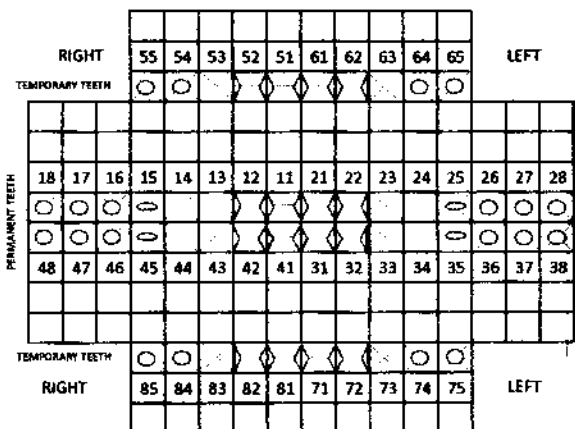 RIGHT 55 54 53 52 51 61 62 63 64 65 LEFT
TEMPORARY TEETH
PERMANENT TEETH
18 17 16 15 14 13 12 11 21 22 23 24 25 26 27 28
48 47 46 45 44 43 42 41 31 32 33 34 35 36 37 38
TEMPORARY TEETH
RIGHT 85 84 83 82 81 71 72 73 74 75 LEFT